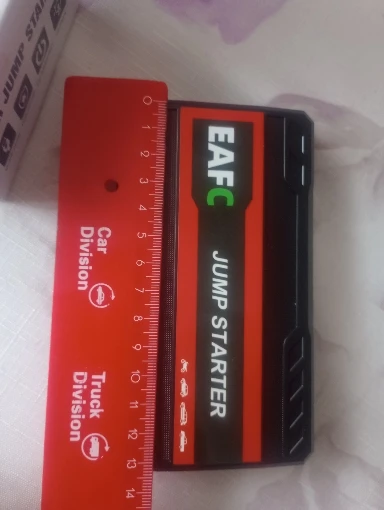 JUMP STAR
EAFC
JUMP STARTER
Car
Division
Truck
Division
0
1
2
3
4
5
6
7
8
9
10
11
12
13
14